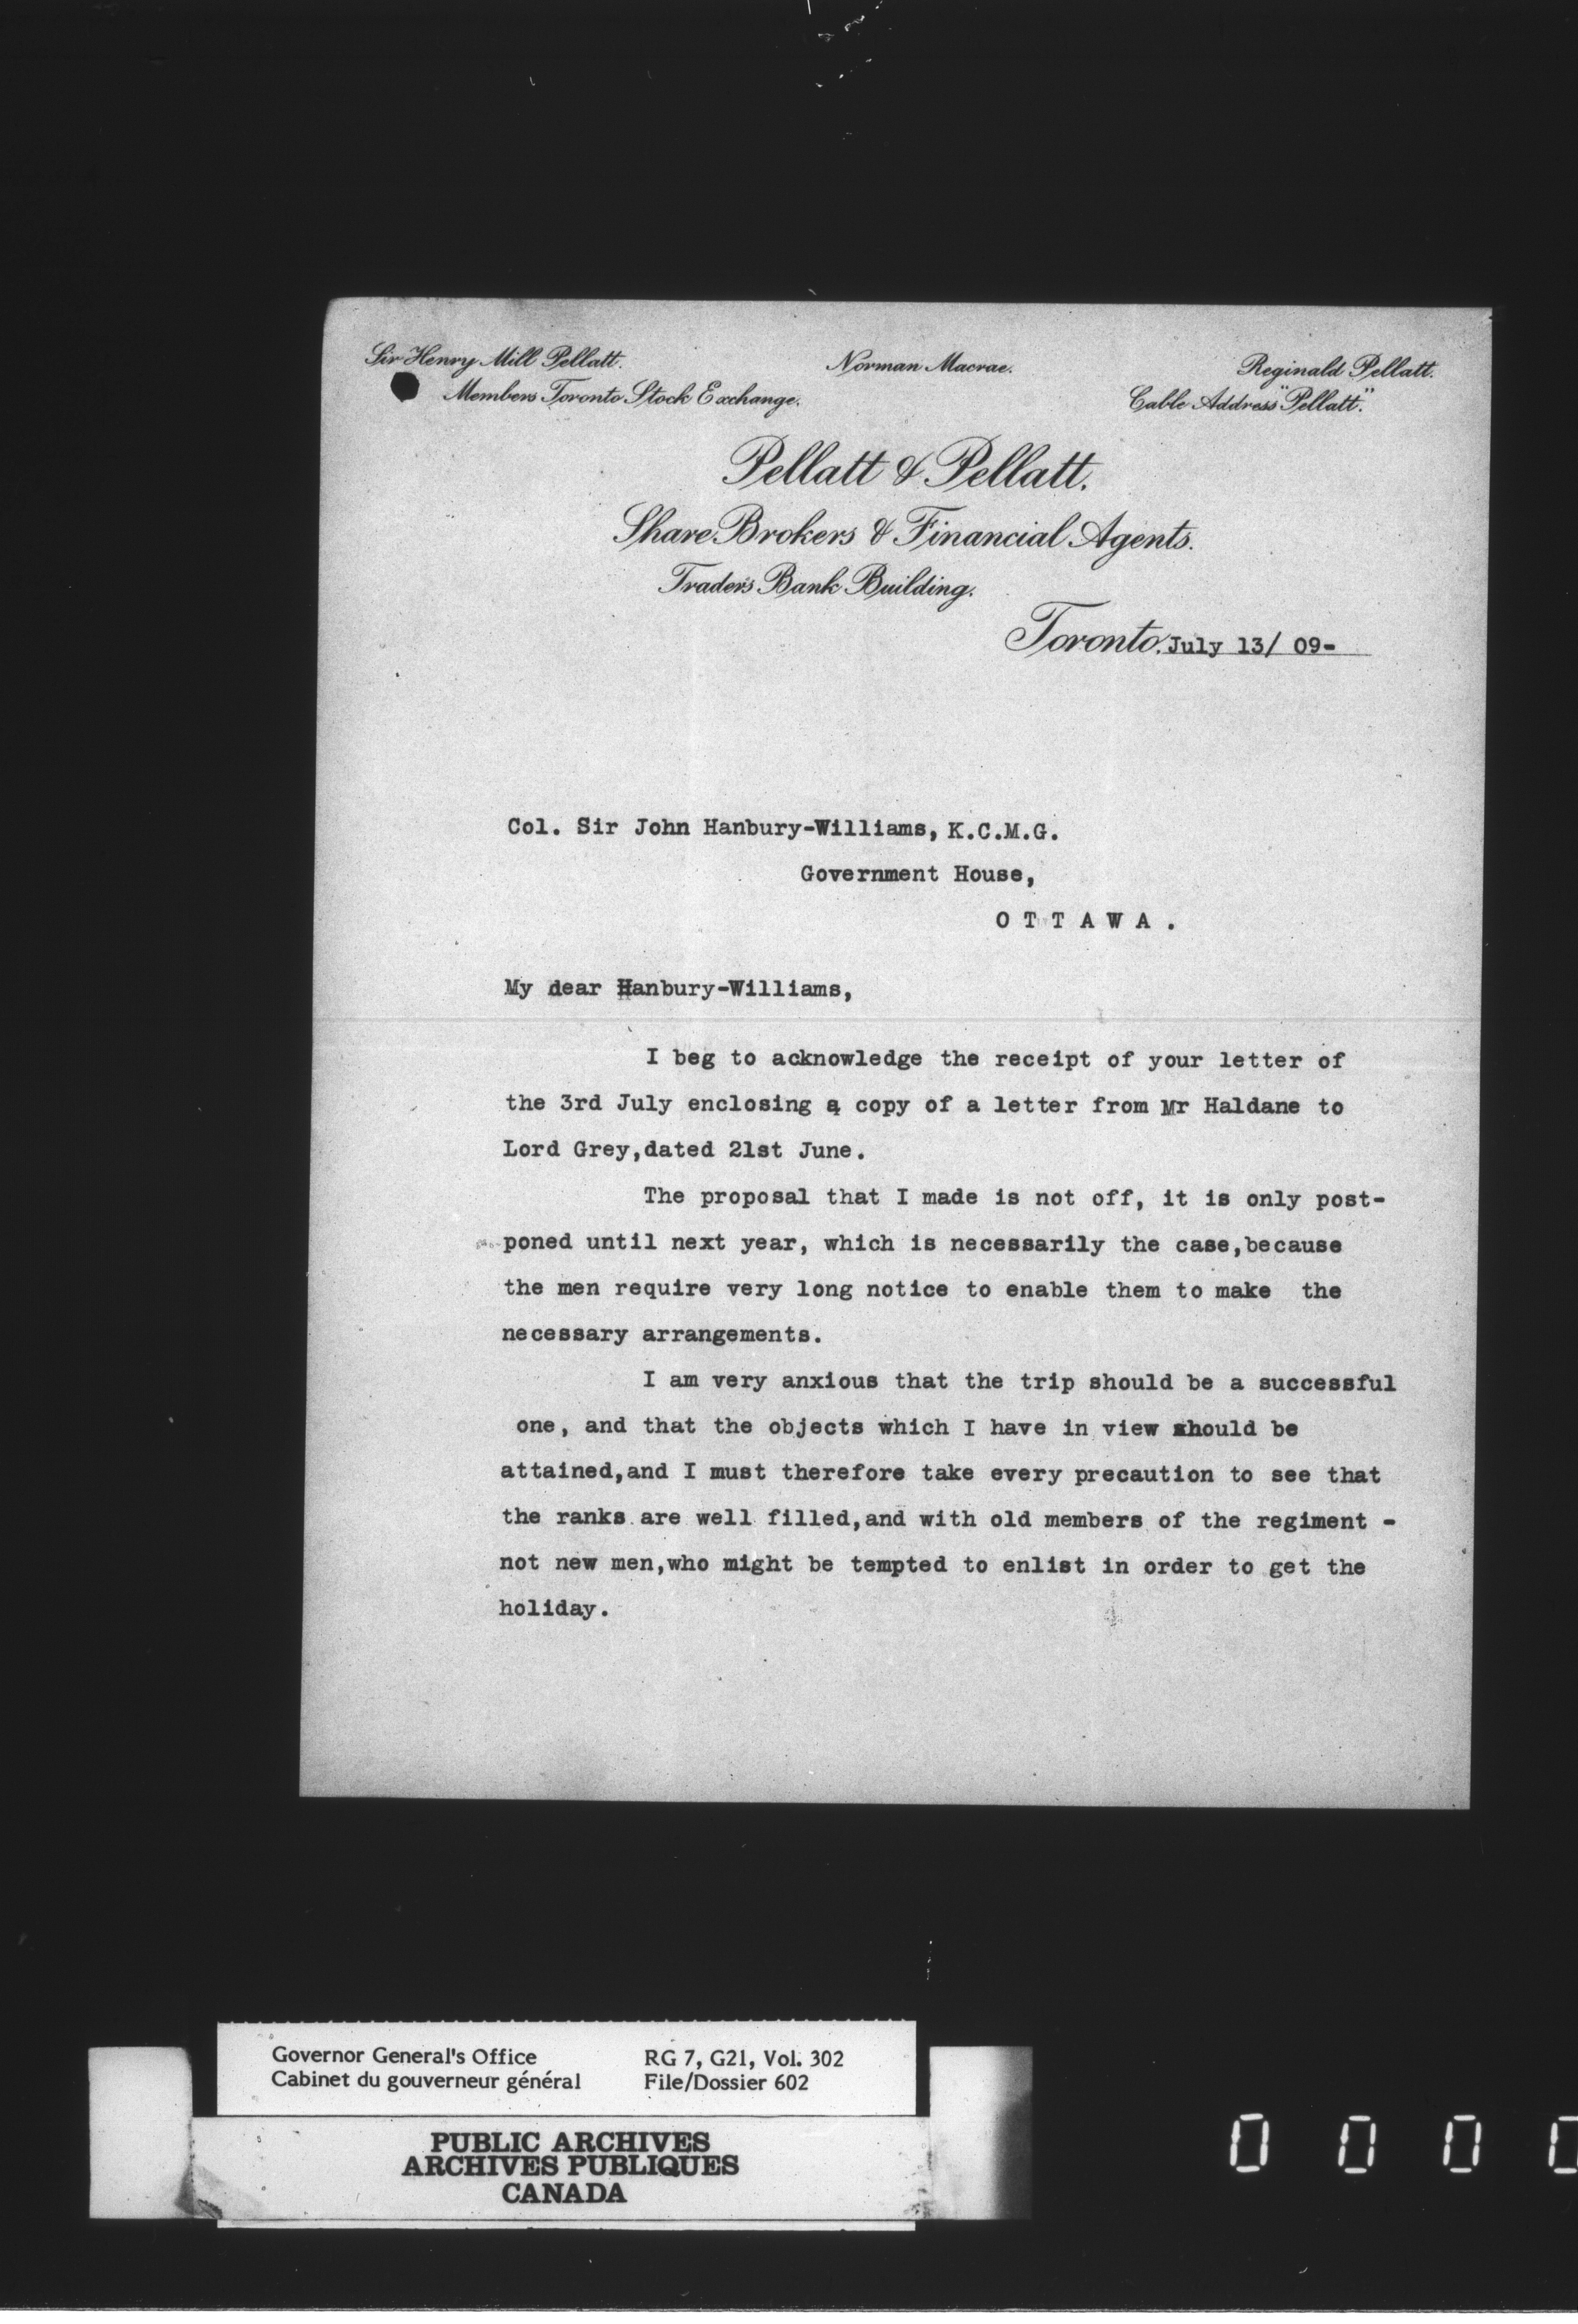 Sir Henry Mill Pellatt. Norman Macrae. Reginald Pellatt.
Members Toronto Stock Exchange. Cable Address "Pellatt."
Pellatt & Pellatt.
Share Brokers & Financial Agents.
Traders Bank Building.
Toronto. July 13/ 09-
Col. Sir John Hanbury-Williams, K.C.M.G.
Government House,
O T T A W A .
My dear Hanbury-Williams,
I beg to acknowledge the receipt of your letter of
the 3rd July enclosing a copy of a letter from Mr Haldane to
Lord Grey,dated 21st June.
The proposal that I made is not off, it is only post-
poned until next year, which is necessarily the case,because
the men require very long notice to enable them to make the
necessary arrangements.
I am very anxious that the trip should be a successful
one, and that the objects which I have in view should be
attained,and I must therefore take every precaution to see that
the ranks are well filled,and with old members of the regiment -
not new men,who might be tempted to enlist in order to get the
holiday.
Governor General's Office RG 7, G21, Vol. 302
Cabinet du gouverneur général File/Dossier 602
PUBLIC ARCHIVES
ARCHIVES PUBLIQUES
CANADA
0 0 0 0